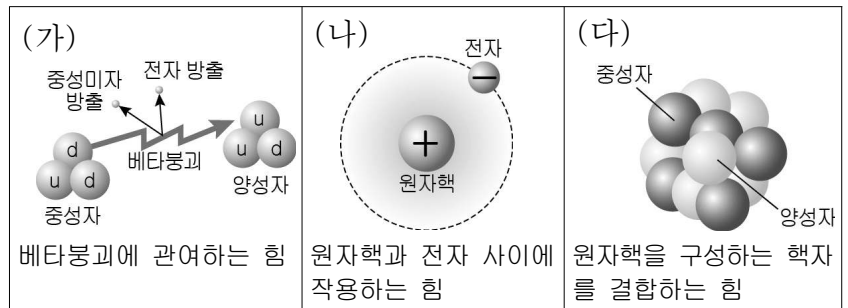 (가)
중성미자
방출
전자 방출
d
u
d
중성자
베타붕괴
u
u
d
양성자
베타붕괴에 관여하는 힘
(나)
전자
−
+
원자핵
원자핵과 전자 사이에
작용하는 힘
(다)
중성자
양성자
원자핵을 구성하는 핵자
를 결합하는 힘